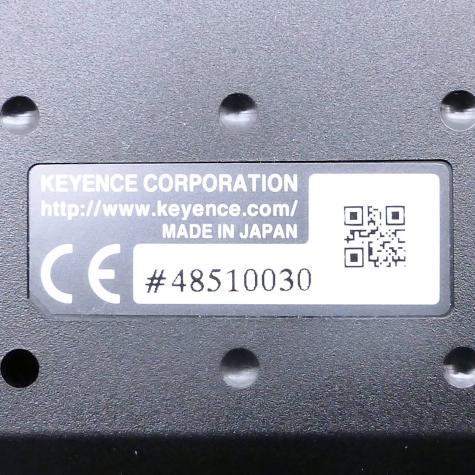 KEYENCE CORPORATION
http://www.keyence.com/
MADE IN JAPAN
CE
#48510030